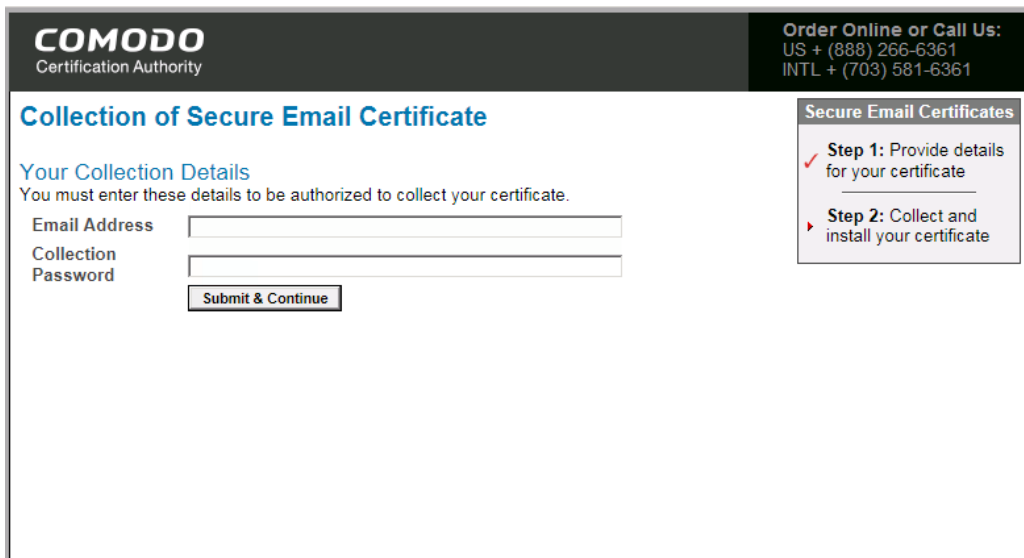 COMODO
Certification Authority
Order Online or Call Us:
US + (888) 266-6361
INTL + (703) 581-6361
Collection of Secure Email Certificate
Your Collection Details
You must enter these details to be authorized to collect your certificate.
Email Address
Collection
Password
Submit & Continue
Secure Email Certificates
Step 1: Provide details
for your certificate
Step 2: Collect and
install your certificate